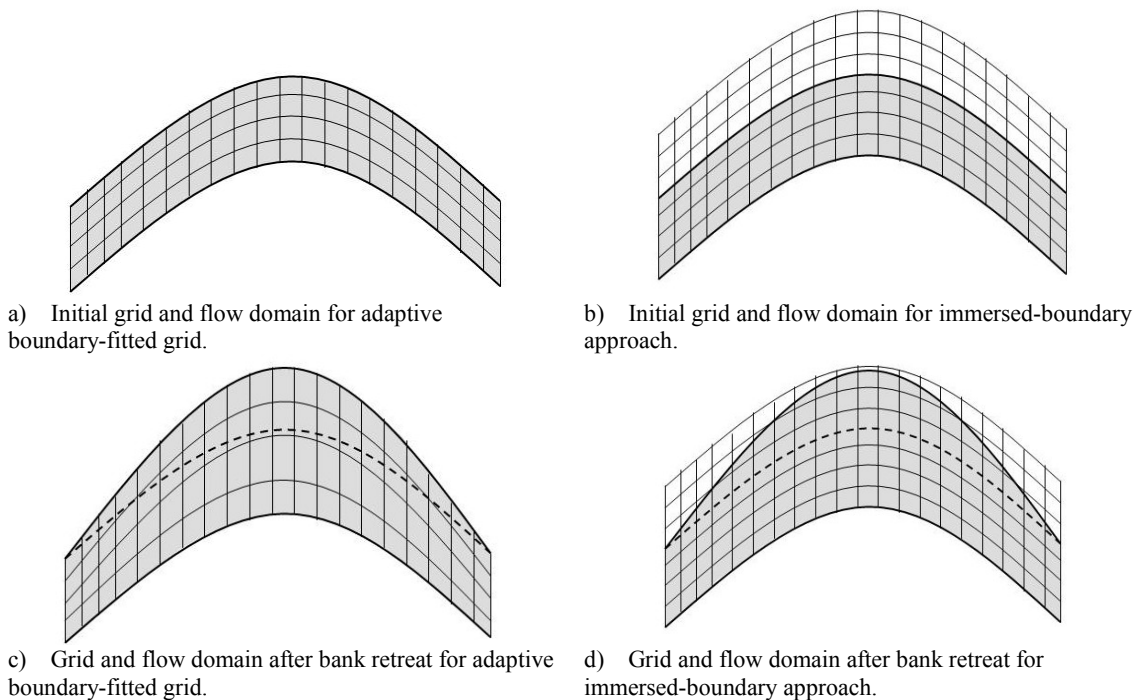 a) Initial grid and flow domain for adaptive
boundary-fitted grid.
b) Initial grid and flow domain for immersed-boundary
approach.
c) Grid and flow domain after bank retreat for adaptive
boundary-fitted grid.
d) Grid and flow domain after bank retreat for
immersed-boundary approach.